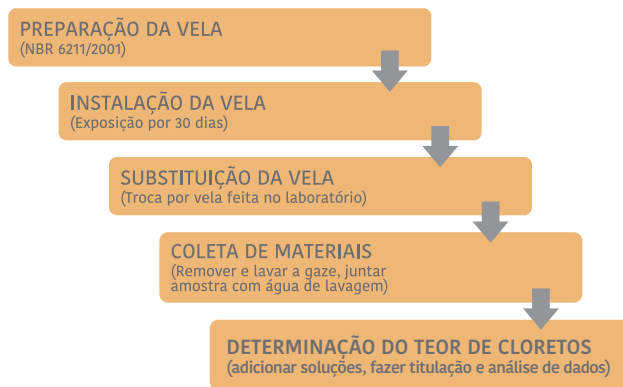 PREPARAÇÃO DA VELA
(NBR 6211/2001)
INSTALAÇÃO DA VELA
(Exposição por 30 dias)
SUBSTITUIÇÃO DA VELA
(Troca por vela feita no laboratório)
COLETA DE MATERIAIS
(Remover e lavar a gaze, juntar
amostra com água de lavagem)
DETERMINAÇÃO DO TEOR DE CLORETOS
(adicionar soluções, fazer titulação e análise de dados)